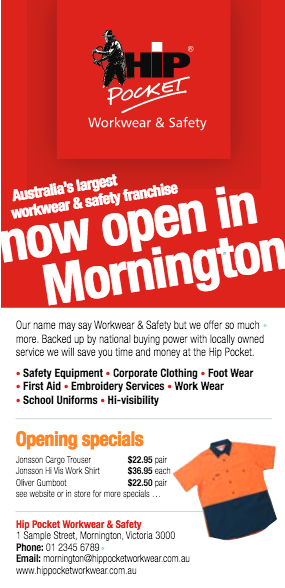 HIP®
POCKET
Workwear & Safety
Australia's largest
workwear & safety franchise
now open in
Mornington
Our name may say Workwear & Safety but we offer so much
more. Backed up by national buying power with locally owned
service we will save you time and money at the Hip Pocket.
• Safety Equipment • Corporate Clothing • Foot Wear
• First Aid • Embroidery Services • Work Wear
• School Uniforms • Hi-visibility
Opening specials
Jonsson Cargo Trouser $22.95 pair
Jonsson Hi Vis Work Shirt $36.95 each
Oliver Gumboot $22.50 pair
see website or in store for more specials …
Hip Pocket Workwear & Safety
1 Sample Street, Mornington, Victoria 3000
Phone: 01 2345 6789
Email: mornington@hippocketworkwear.com.au
www.hippocketworkwear.com.au